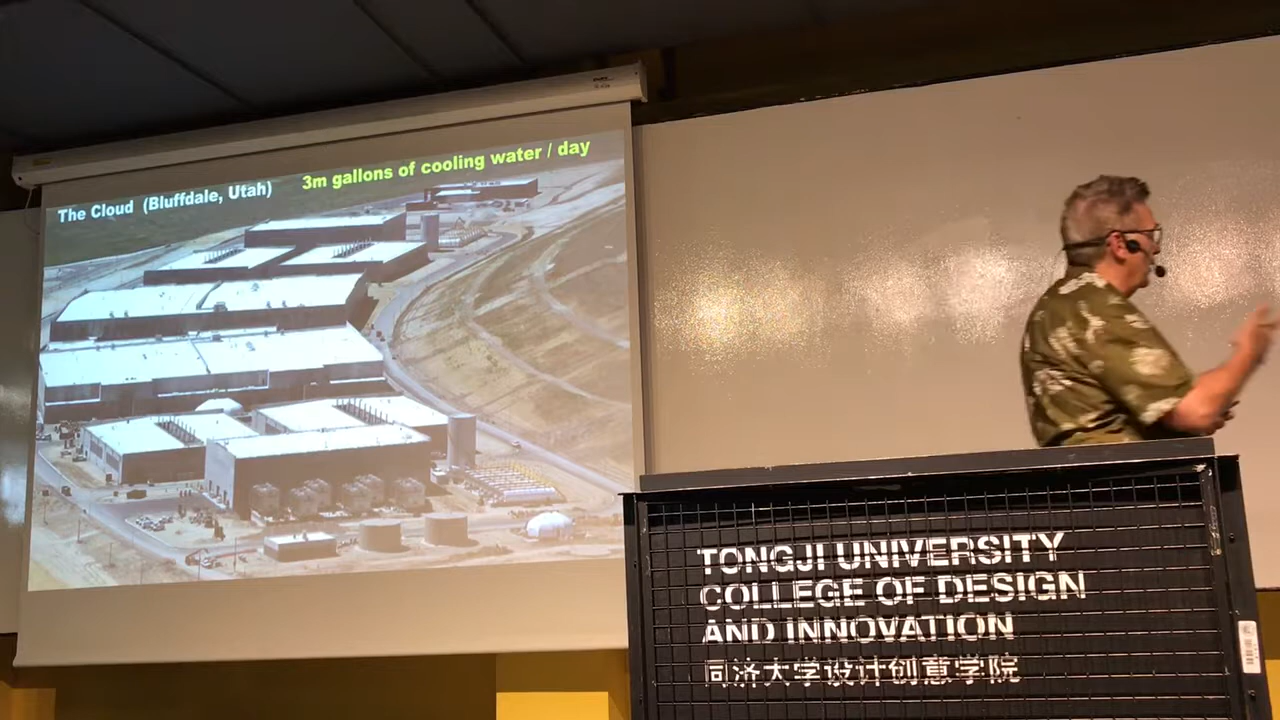 The Cloud (Bluffdale, Utah)
3m gallons of cooling water / day
TONGJI UNIVERSITY
COLLEGE OF DESIGN
AND INNOVATION
同济大学设计创意学院